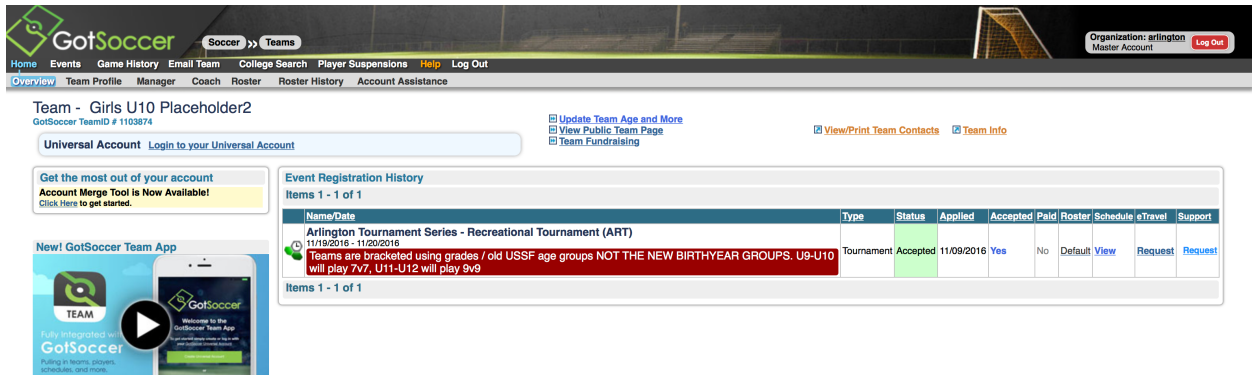 GotSoccer
Soccer » Teams
Organization: arlington
Master Account
Log Out
Home Events Game History Email Team College Search Player Suspensions Help Log Out
Overview Team Profile Manager Coach Roster Roster History Account Assistance
Team - Girls U10 Placeholder2
GotSoccer TeamID # 1103874
Universal Account Login to your Universal Account
Update Team Age and More
View Public Team Page
Team Fundraising
View/Print Team Contacts Team Info
Get the most out of your account
Account Merge Tool is Now Available!
Click Here to get started.
New! GotSoccer Team App
TEAM
Fully Integrated with
GotSoccer
Pulling in teams, players,
schedules, and more.
GotSoccer
Welcome to the
GotSoccer Team App
Event Registration History
Items 1 - 1 of 1
Name/Date Type Status Applied Accepted Paid Roster Schedule eTravel Support
Arlington Tournament Series - Recreational Tournament (ART)
11/19/2016 - 11/20/2016
Teams are bracketed using grades / old USSF age groups NOT THE NEW BIRTHYEAR GROUPS. U9-U10
will play 7v7, U11-U12 will play 9v9
Tournament Accepted 11/09/2016 Yes No Default View Request Request
Items 1 - 1 of 1